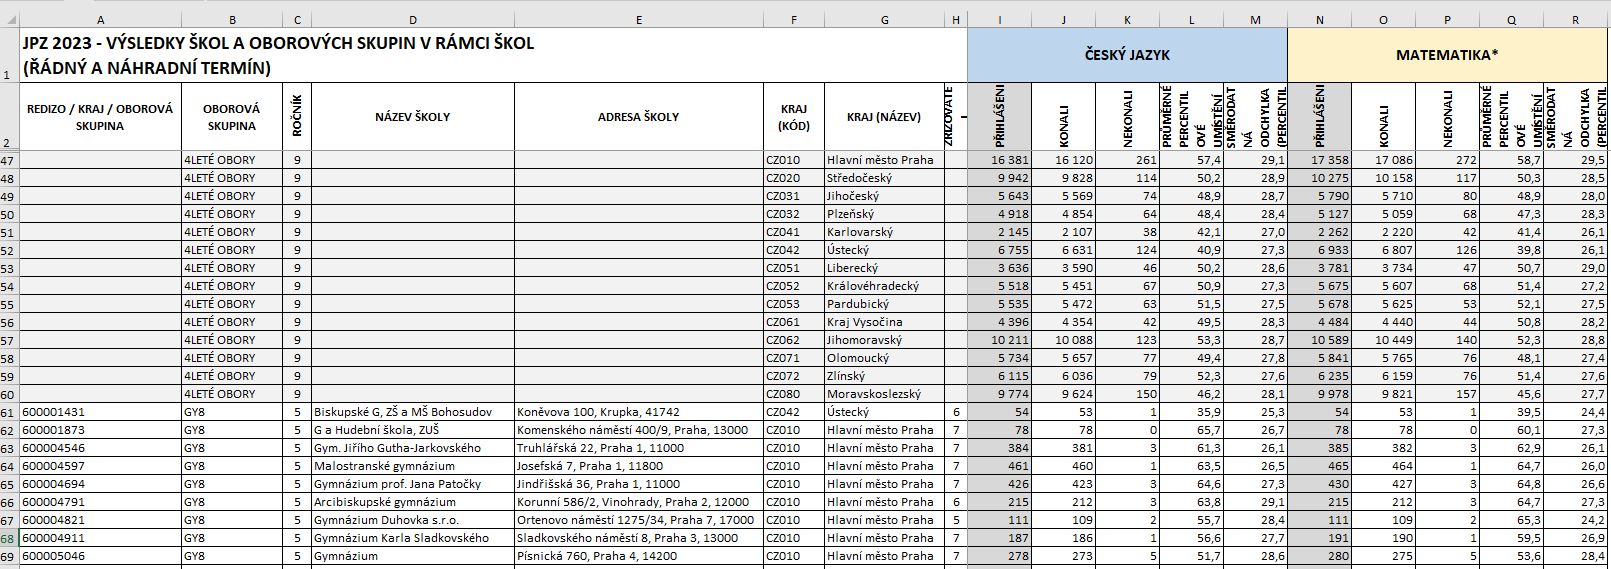 A B C D E F G H I J K L M N O P Q R
1 JPZ 2023 - VÝSLEDKY ŠKOL A OBOROVÝCH SKUPIN V RÁMCI ŠKOL
(ŘÁDNÝ A NÁHRADNÍ TERMÍN) ČESKÝ JAZYK MATEMATIKA*
2 REDIZO / KRAJ / OBOROVÁ SKUPINA OBOROVÁ SKUPINA ROČNÍK NÁZEV ŠKOLY ADRESA ŠKOLY KRAJ (KÓD) KRAJ (NÁZEV) ZŘIZOVATE PŘIHLÁŠENI KONALI NEKONALI PRŮMĚRNÉ PERCENTIL OVÉ UMÍSTĚNÍ SMĚRODAT NÁ ODCHYLKA (PERCENTIL PŘIHLÁŠENI KONALI NEKONALI PRŮMĚRNÉ PERCENTIL OVÉ UMÍSTĚNÍ SMĚRODAT NÁ ODCHYLKA (PERCENTIL
47 4LETÉ OBORY 9 CZ010 Hlavní město Praha 16 381 16 120 261 57,4 29,1 17 358 17 086 272 58,7 29,5
48 4LETÉ OBORY 9 CZ020 Středočeský 9 942 9 828 114 50,2 28,9 10 275 10 158 117 50,3 28,5
49 4LETÉ OBORY 9 CZ031 Jihočeský 5 643 5 569 74 48,9 28,7 5 790 5 710 80 48,9 28,0
50 4LETÉ OBORY 9 CZ032 Plzeňský 4 918 4 854 64 48,4 28,4 5 127 5 059 68 47,3 28,3
51 4LETÉ OBORY 9 CZ041 Karlovarský 2 145 2 107 38 42,1 27,0 2 262 2 220 42 41,4 26,1
52 4LETÉ OBORY 9 CZ042 Ústecký 6 755 6 631 124 40,9 27,3 6 933 6 807 126 39,8 26,1
53 4LETÉ OBORY 9 CZ051 Liberecký 3 636 3 590 46 50,2 28,6 3 781 3 734 47 50,7 29,0
54 4LETÉ OBORY 9 CZ052 Královéhradecký 5 518 5 451 67 50,9 27,3 5 675 5 607 68 51,4 27,2
55 4LETÉ OBORY 9 CZ053 Pardubický 5 535 5 472 63 51,5 27,5 5 678 5 625 53 52,1 27,5
56 4LETÉ OBORY 9 CZ061 Kraj Vysočina 4 396 4 354 42 49,5 28,3 4 484 4 440 44 50,8 28,2
57 4LETÉ OBORY 9 CZ062 Jihomoravský 10 211 10 088 123 53,3 28,7 10 589 10 449 140 52,3 28,8
58 4LETÉ OBORY 9 CZ071 Olomoucký 5 734 5 657 77 49,4 27,8 5 841 5 765 76 48,1 27,4
59 4LETÉ OBORY 9 CZ072 Zlínský 6 115 6 036 79 52,3 27,6 6 235 6 159 76 51,4 27,6
60 4LETÉ OBORY 9 CZ080 Moravskoslezský 9 774 9 624 150 46,2 28,1 9 978 9 821 157 45,6 27,7
61 600001431 GY8 5 Biskupské G, ZŠ a MŠ Bohosudov Koněvova 100, Krupka, 41742 CZ042 Ústecký 6 54 53 1 35,9 25,3 54 53 1 39,5 24,4
62 600001873 GY8 5 G a Hudební škola, ZUŠ Komenského náměstí 400/9, Praha, 13000 CZ010 Hlavní město Praha 7 78 78 0 65,7 26,7 78 78 0 60,1 27,3
63 600004546 GY8 5 Gym. Jiřího Gutha-Jarkovského Truhlářská 22, Praha 1, 11000 CZ010 Hlavní město Praha 7 384 381 3 61,3 26,1 385 382 3 62,9 26,1
64 600004597 GY8 5 Malostranské gymnázium Josefská 7, Praha 1, 11800 CZ010 Hlavní město Praha 7 461 460 1 63,5 26,5 465 464 1 64,7 26,0
65 600004694 GY8 5 Gymnázium prof. Jana Patočky Jindřišská 36, Praha 1, 11000 CZ010 Hlavní město Praha 7 426 423 3 64,6 27,3 430 427 3 64,8 26,6
66 600004791 GY8 5 Arcibiskupské gymnázium Korunní 586/2, Vinohrady, Praha 2, 12000 CZ010 Hlavní město Praha 6 215 212 3 63,8 29,1 215 212 3 64,7 27,3
67 600004821 GY8 5 Gymnázium Duhovka s.r.o. Ortenovo náměstí 1275/34, Praha 7, 17000 CZ010 Hlavní město Praha 5 111 109 2 55,7 28,4 111 109 2 65,3 24,2
68 600004911 GY8 5 Gymnázium Karla Sladkovského Sladkovského náměstí 8, Praha 3, 13000 CZ010 Hlavní město Praha 7 187 186 1 56,6 27,7 191 190 1 59,5 26,9
69 600005046 GY8 5 Gymnázium Písnická 760, Praha 4, 14200 CZ010 Hlavní město Praha 7 278 273 5 51,7 28,6 280 275 5 53,6 28,4